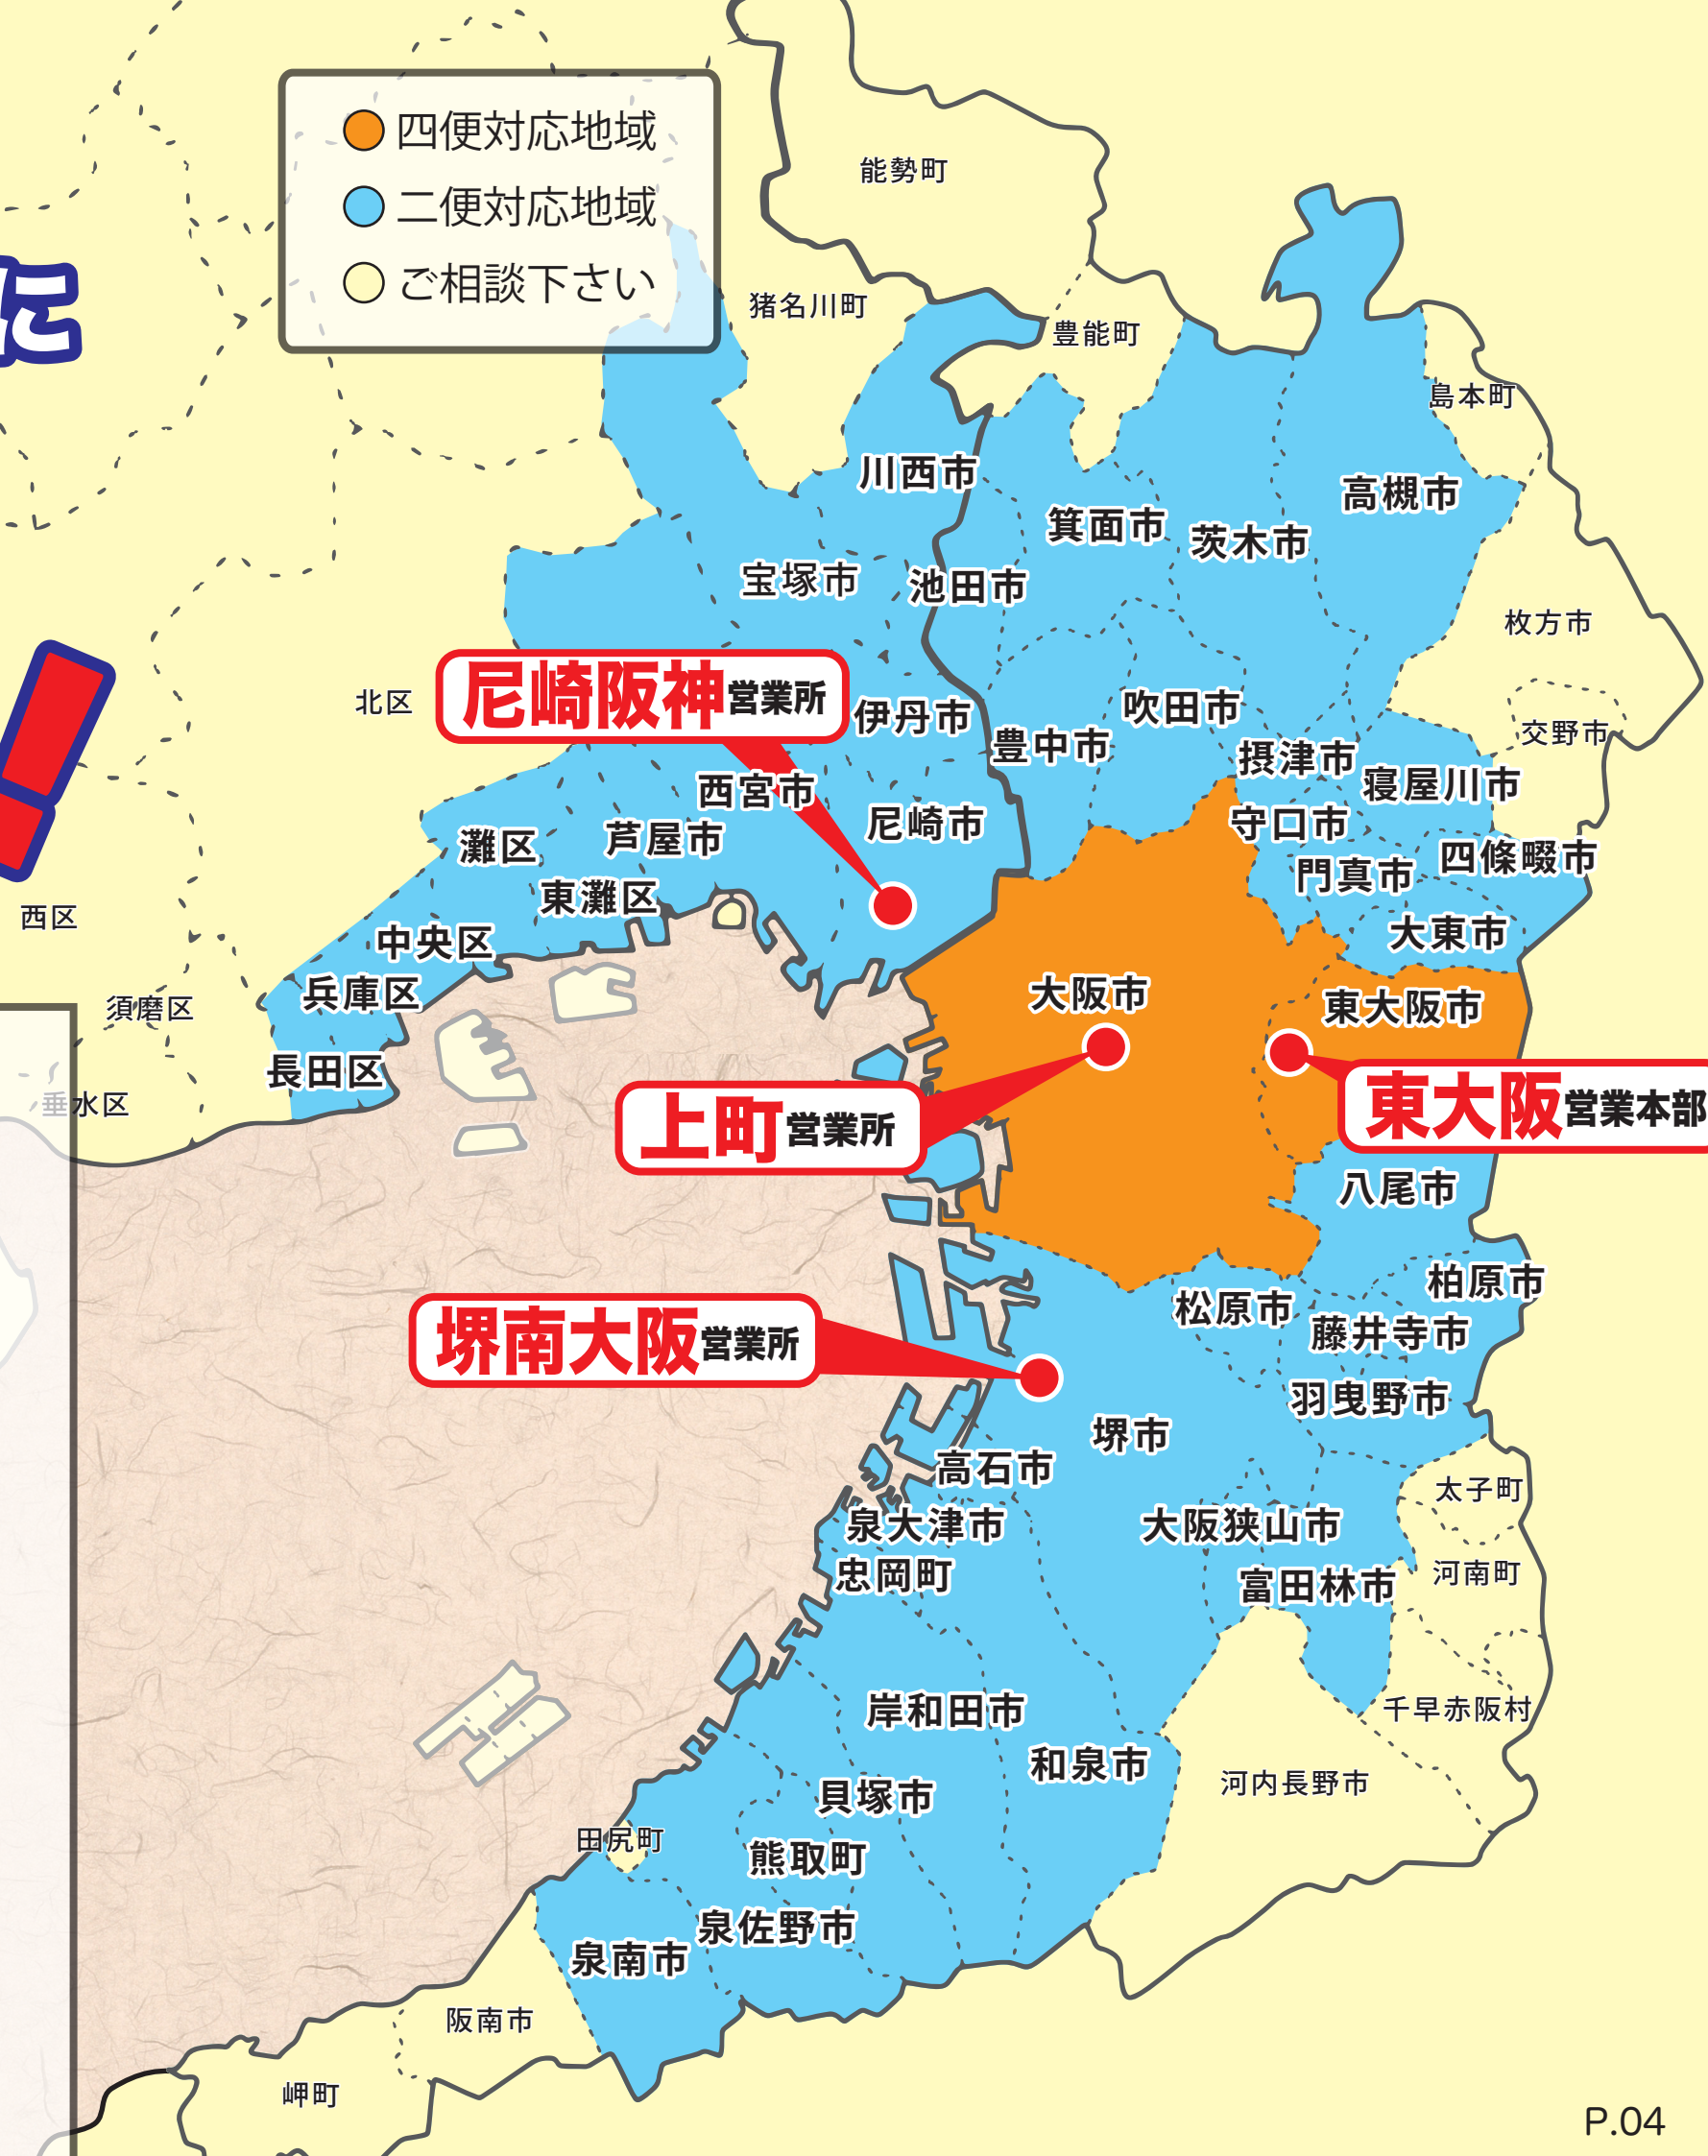 四便対応地域
二便対応地域
ご相談下さい
に
能勢町
猪名川町
豊能町
島本町
川西市
高槻市
箕面市
茨木市
宝塚市
池田市
枚方市
北区
尼崎阪神営業所
伊丹市
吹田市
豊中市
交野市
摂津市
寝屋川市
西宮市
尼崎市
守口市
灘区
芦屋市
門真市
四條畷市
東灘区
西区
大東市
中央区
兵庫区
大阪市
須磨区
東大阪市
長田区
垂水区
上町営業所
東大阪営業本部
八尾市
柏原市
松原市
藤井寺市
堺南大阪営業所
羽曳野市
堺市
高石市
太子町
泉大津市
大阪狭山市
忠岡町
富田林市
河南町
岸和田市
千早赤阪村
和泉市
河内長野市
貝塚市
田尻町
熊取町
泉佐野市
泉南市
阪南市
岬町
P.04